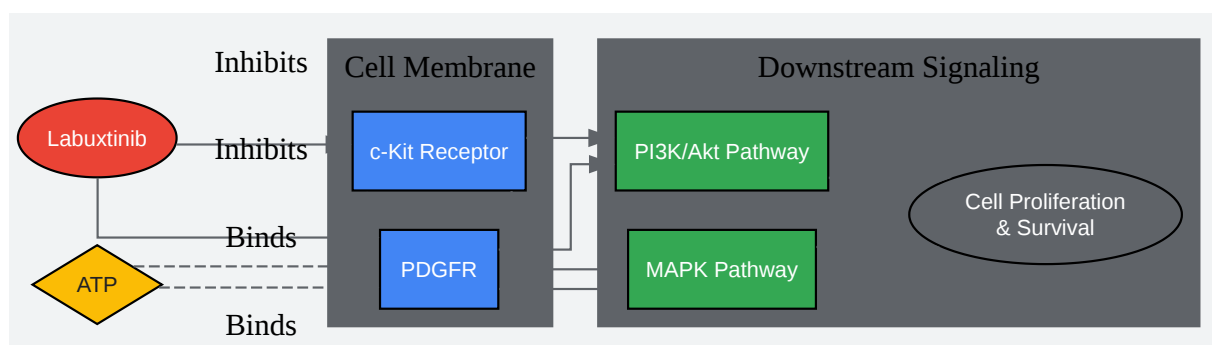 Inhibits
Cell Membrane
Downstream Signaling
Labuxtinib
Inhibits
c-Kit Receptor
PI3K/Akt Pathway
Cell Proliferation
& Survival
Binds
ATP
PDGFR
MAPK Pathway
Binds